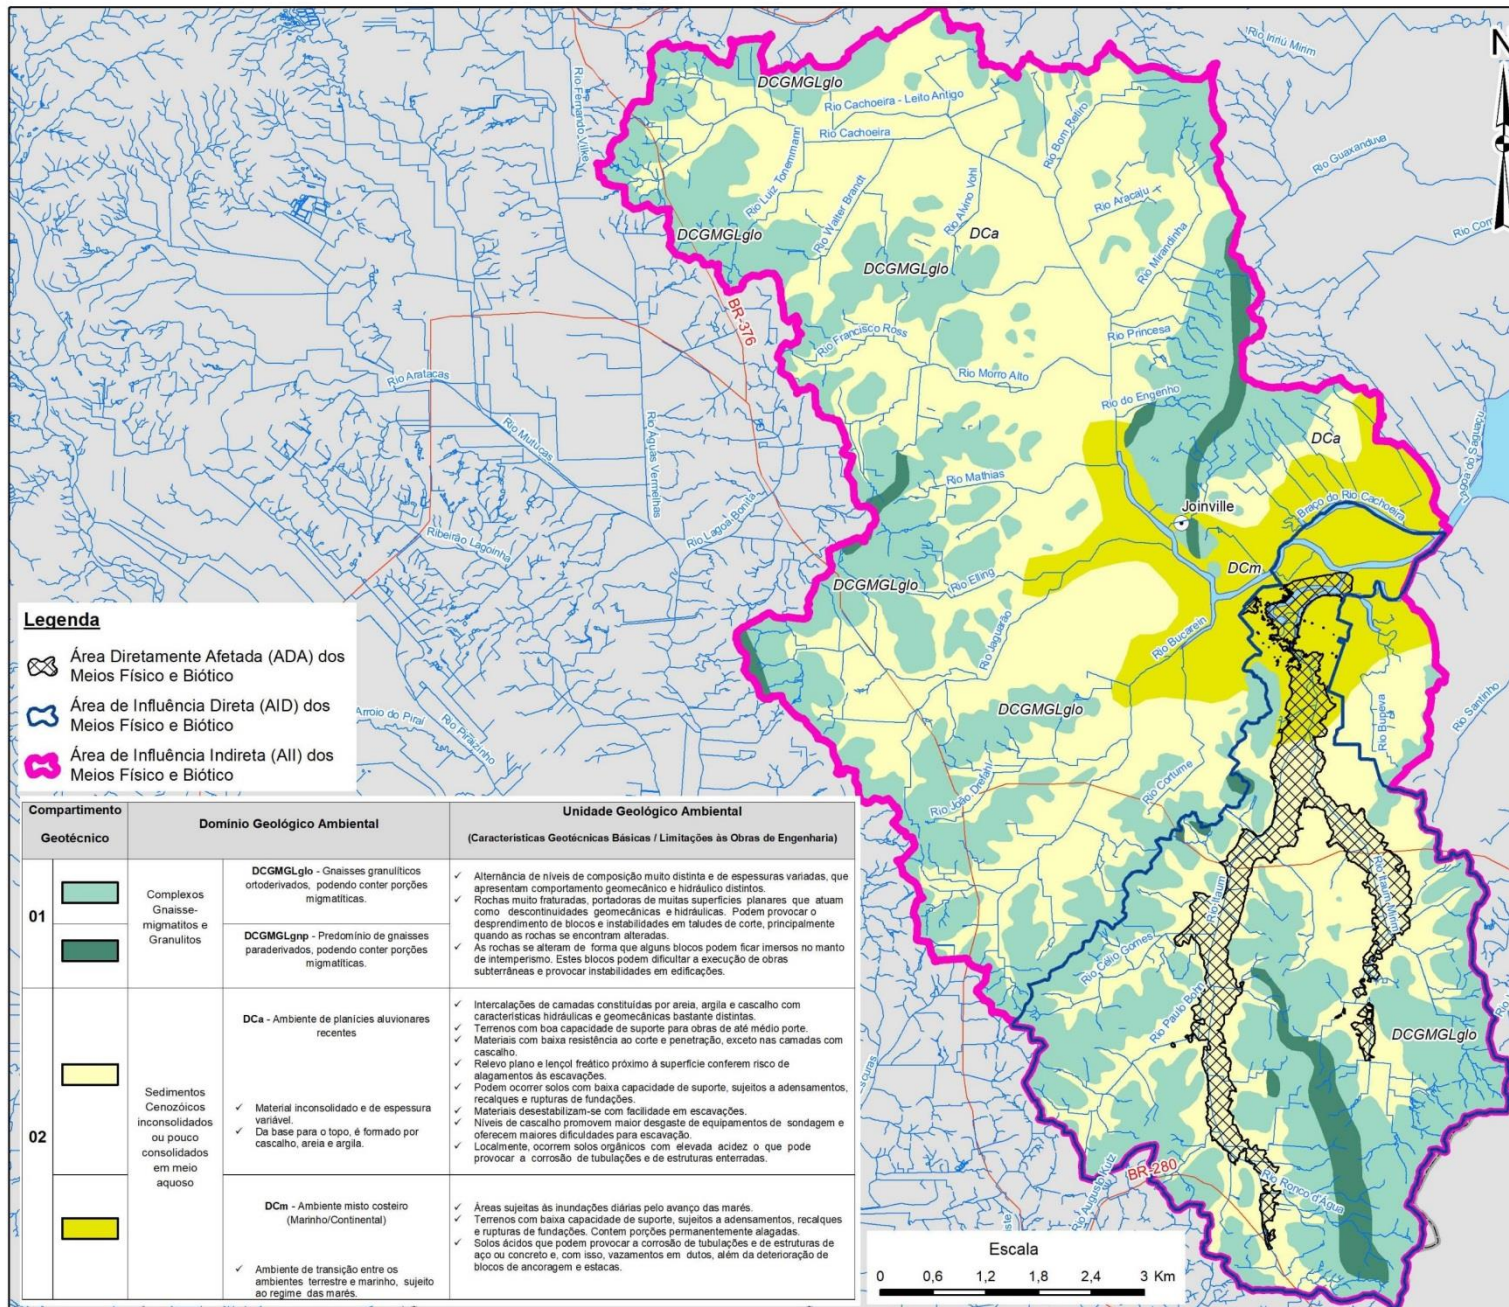 Rio Iririú Mirim
N
Rio Fernando Vilke
DCGMGLglo
Rio Cachoeira - Leito Antigo
Rio Cachoeira
Rio Bom Retiro
Rio Guaxanduva
Rio Luiz Tonemmann
Rio Walter Brandt
Rio Alvino Vohl
Rio Aracaju
DCGMGLglo
DCa
Rio Mirandinha
DCGMGLglo
BR-376
Rio Francisco Ross
Rio Princesa
Rio Morro Alto
Rio Aratacas
Rio do Engenho
Rio Mutucas
Rio Águas Vermelhas
DCa
Lagoa do Saguaçu
Rio Mathias
Rio Lagoa Bonita
Joinville
Braço do Rio Cachoeira
Ribeirão Lagoinha
DCm
DCGMGLglo
Rio Elling
Rio Jaguarão
Rio Bucarein
Legenda
Área Diretamente Afetada (ADA) dos
Meios Físico e Biótico
Área de Influência Direta (AID) dos
Meios Físico e Biótico
Área de Influência Indireta (AII) dos
Meios Físico e Biótico
Arroio do Piraí
Rio Piraizinho
DCGMGLglo
Rio Bupeva
Rio Santinho
Rio João Drefahl
Rio Cortume
Rio Itaum
Rio Itaum Mirim
Rio Célio Gomes
Rio Paulo Bohn
DCGMGLglo
BR-280
Rio Augusto Kutz
Rio Ronco d'Água
Compartimento
Geotécnico
Domínio Geológico Ambiental
Unidade Geológico Ambiental
(Características Geotécnicas Básicas / Limitações às Obras de Engenharia)
01
Complexos
Gnaisse-
migmatitos e
Granulitos
DCGMGLglo - Gnaisses granulíticos
ortoderivados, podendo conter porções
migmatíticas.
DCGMGLgnp - Predomínio de gnaisses
paraderivados, podendo conter porções
migmatíticas.
✓ Alternância de níveis de composição muito distinta e de espessuras variadas, que
apresentam comportamento geomecânico e hidráulico distintos.
✓ Rochas muito fraturadas, portadoras de muitas superfícies planares que atuam
como descontinuidades geomecânicas e hidráulicas. Podem provocar o
desprendimento de blocos e instabilidades em taludes de corte, principalmente
quando as rochas se encontram alteradas.
✓ As rochas se alteram de forma que alguns blocos podem ficar imersos no manto
de intemperismo. Estes blocos podem dificultar a execução de obras
subterrâneas e provocar instabilidades em edificações.
02
Sedimentos
Cenozóicos
inconsolidados
ou pouco
consolidados
em meio
aquoso
DCa - Ambiente de planícies aluvionares
recentes
✓ Material inconsolidado e de espessura
variável.
✓ Da base para o topo, é formado por
cascalho, areia e argila.
✓ Intercalações de camadas constituídas por areia, argila e cascalho com
características hidráulicas e geomecânicas bastante distintas.
✓ Terrenos com boa capacidade de suporte para obras de até médio porte.
✓ Materiais com baixa resistência ao corte e penetração, exceto nas camadas com
cascalho.
✓ Relevo plano e lençol freático próximo à superfície conferem risco de
alagamentos às escavações.
✓ Podem ocorrer solos com baixa capacidade de suporte, sujeitos a adensamentos,
recalques e rupturas de fundações.
✓ Materiais desestabilizam-se com facilidade em escavações.
✓ Níveis de cascalho promovem maior desgaste de equipamentos de sondagem e
oferecem maiores dificuldades para escavação.
✓ Localmente, ocorrem solos orgânicos com elevada acidez o que pode
provocar a corrosão de tubulações e de estruturas enterradas.
DCm - Ambiente misto costeiro
(Marinho/Continental)
✓ Ambiente de transição entre os
ambientes terrestre e marinho, sujeito
ao regime das marés.
✓ Áreas sujeitas às inundações diárias pelo avanço das marés.
✓ Terrenos com baixa capacidade de suporte, sujeitos a adensamentos, recalques
e rupturas de fundações. Contem porções permanentemente alagadas.
✓ Solos ácidos que podem provocar a corrosão de tubulações e de estruturas de
aço ou concreto e, com isso, vazamentos em dutos, além da deterioração de
blocos de ancoragem e estacas.
Escala
0 0,6 1,2 1,8 2,4 3 Km